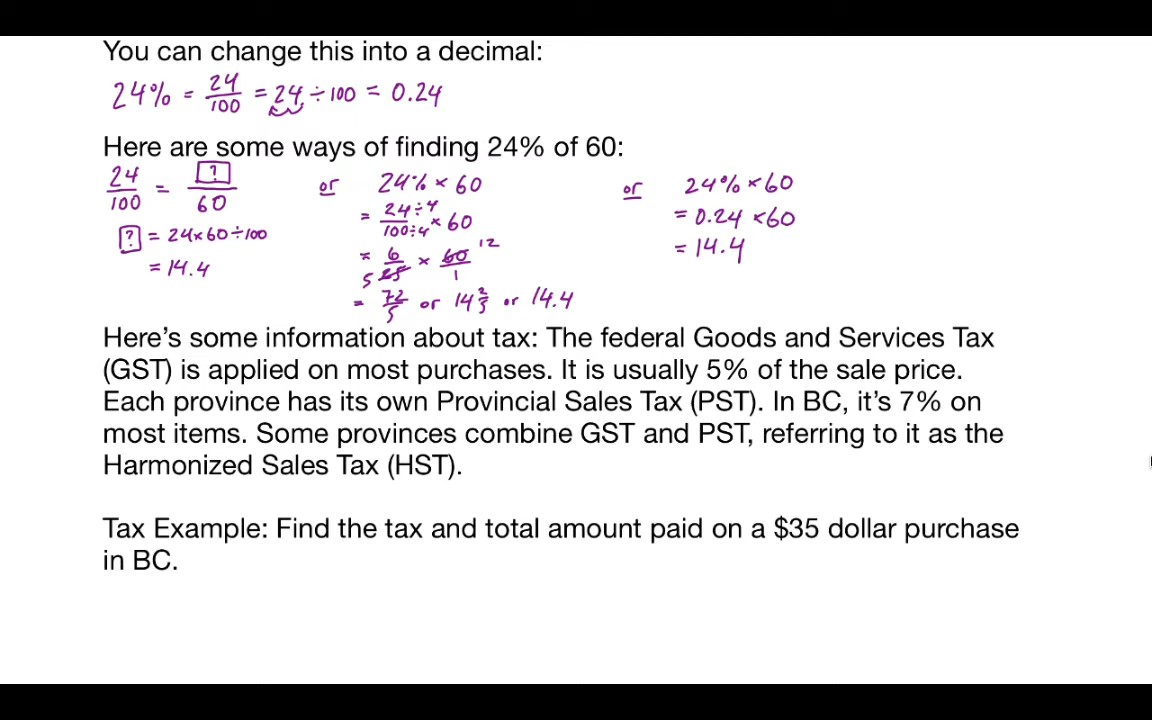 You can change this into a decimal:
24% = 24/100 = 24 ÷ 100 = 0.24
Here are some ways of finding 24% of 60:
24/100 = ?/60
? = 24 x 60 ÷ 100
= 14.4
or
24% x 60
= 24÷4/100÷4 x 60
= 6/25 5 x 60/1 12
= 72/5 or 14 2/5 or 14.4
or
24% x 60
= 0.24 x 60
= 14.4
Here's some information about tax: The federal Goods and Services Tax
(GST) is applied on most purchases. It is usually 5% of the sale price.
Each province has its own Provincial Sales Tax (PST). In BC, it's 7% on
most items. Some provinces combine GST and PST, referring to it as the
Harmonized Sales Tax (HST).
Tax Example: Find the tax and total amount paid on a $35 dollar purchase
in BC.